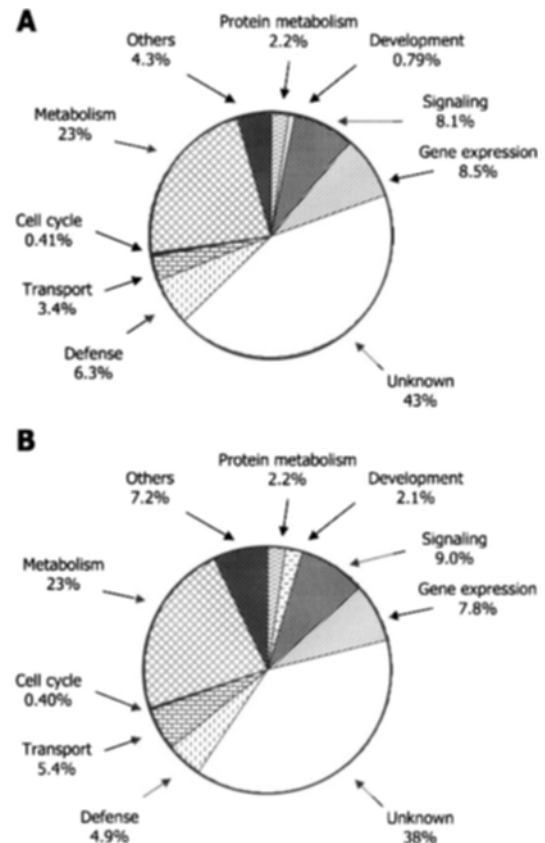 A
Protein metabolism
2.2%
Development
0.79%
Others
4.3%
Signaling
8.1%
Metabolism
23%
Gene expression
8.5%
Cell cycle
0.41%
Transport
3.4%
Defense
6.3%
Unknown
43%
B
Protein metabolism
2.2%
Development
2.1%
Others
7.2%
Signaling
9.0%
Metabolism
23%
Gene expression
7.8%
Cell cycle
0.40%
Transport
5.4%
Defense
4.9%
Unknown
38%